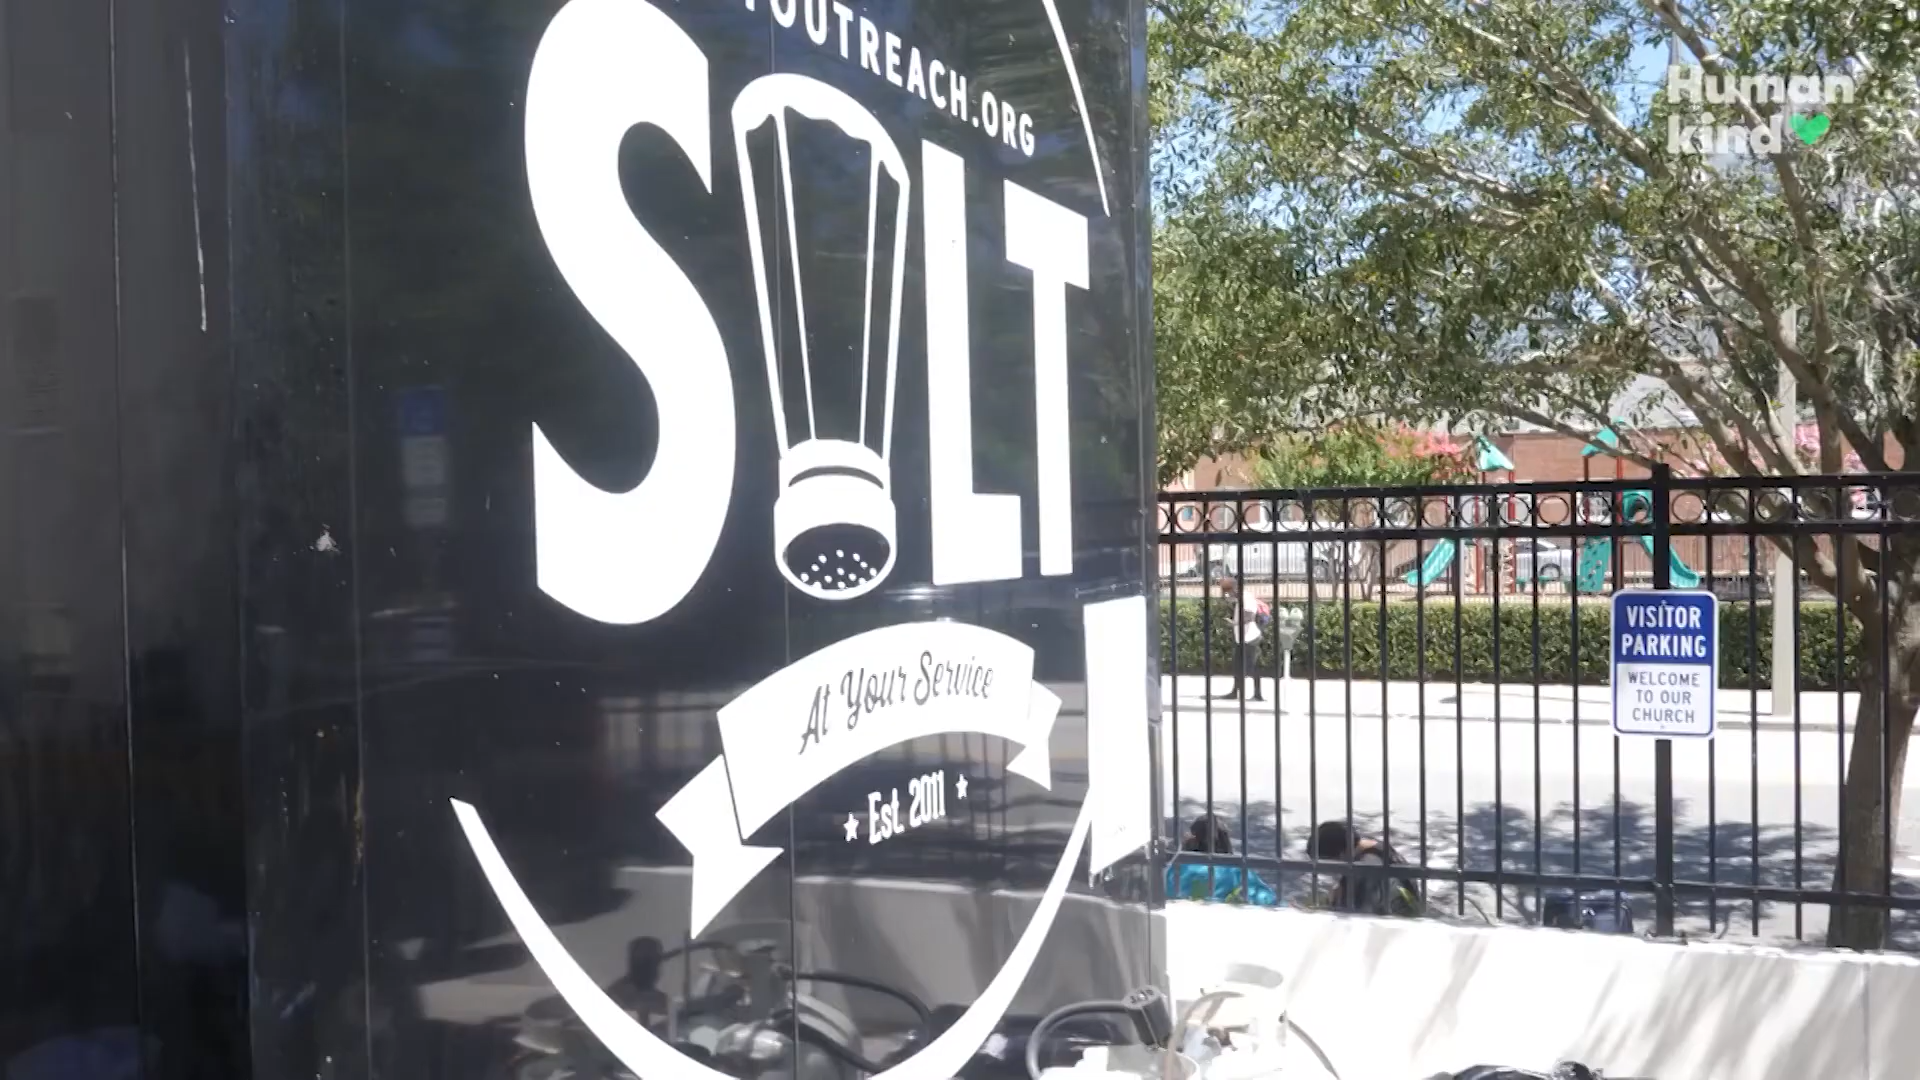 OUTREACH.ORG
SALT
At Your Service
Est. 2011
Human
kind
VISITOR
PARKING
WELCOME
TO OUR
CHURCH